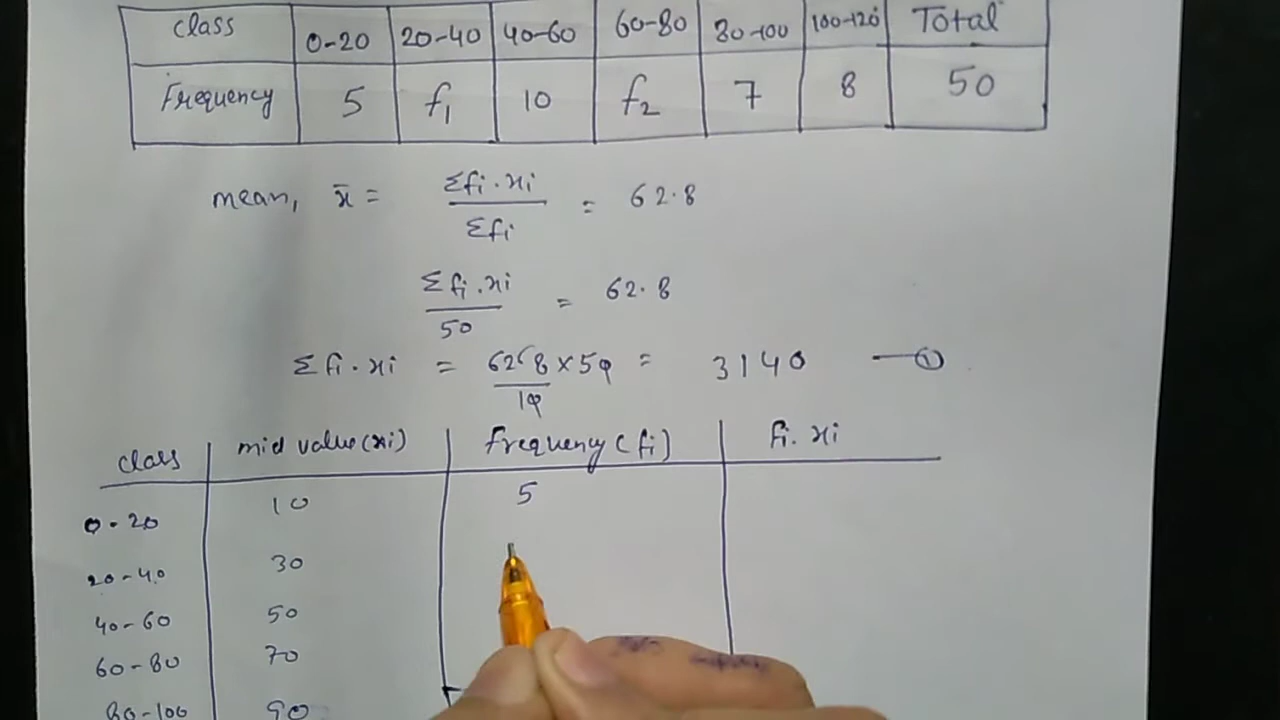 class 0-20 20-40 40-60 60-80 80-100 100-120 Total
Frequency 5 f₁ 10 f₂ 7 8 50
mean, x̄ = Σfi.xi / Σfi = 62.8
Σfi.xi / 50 = 62.8
Σfi.xi = 628 × 50 / 10 = 3140 —①
class mid value (xi) frequency (fi) fi.xi
0-20 10 5
20-40 30
40-60 50
60-80 70
80-100 90